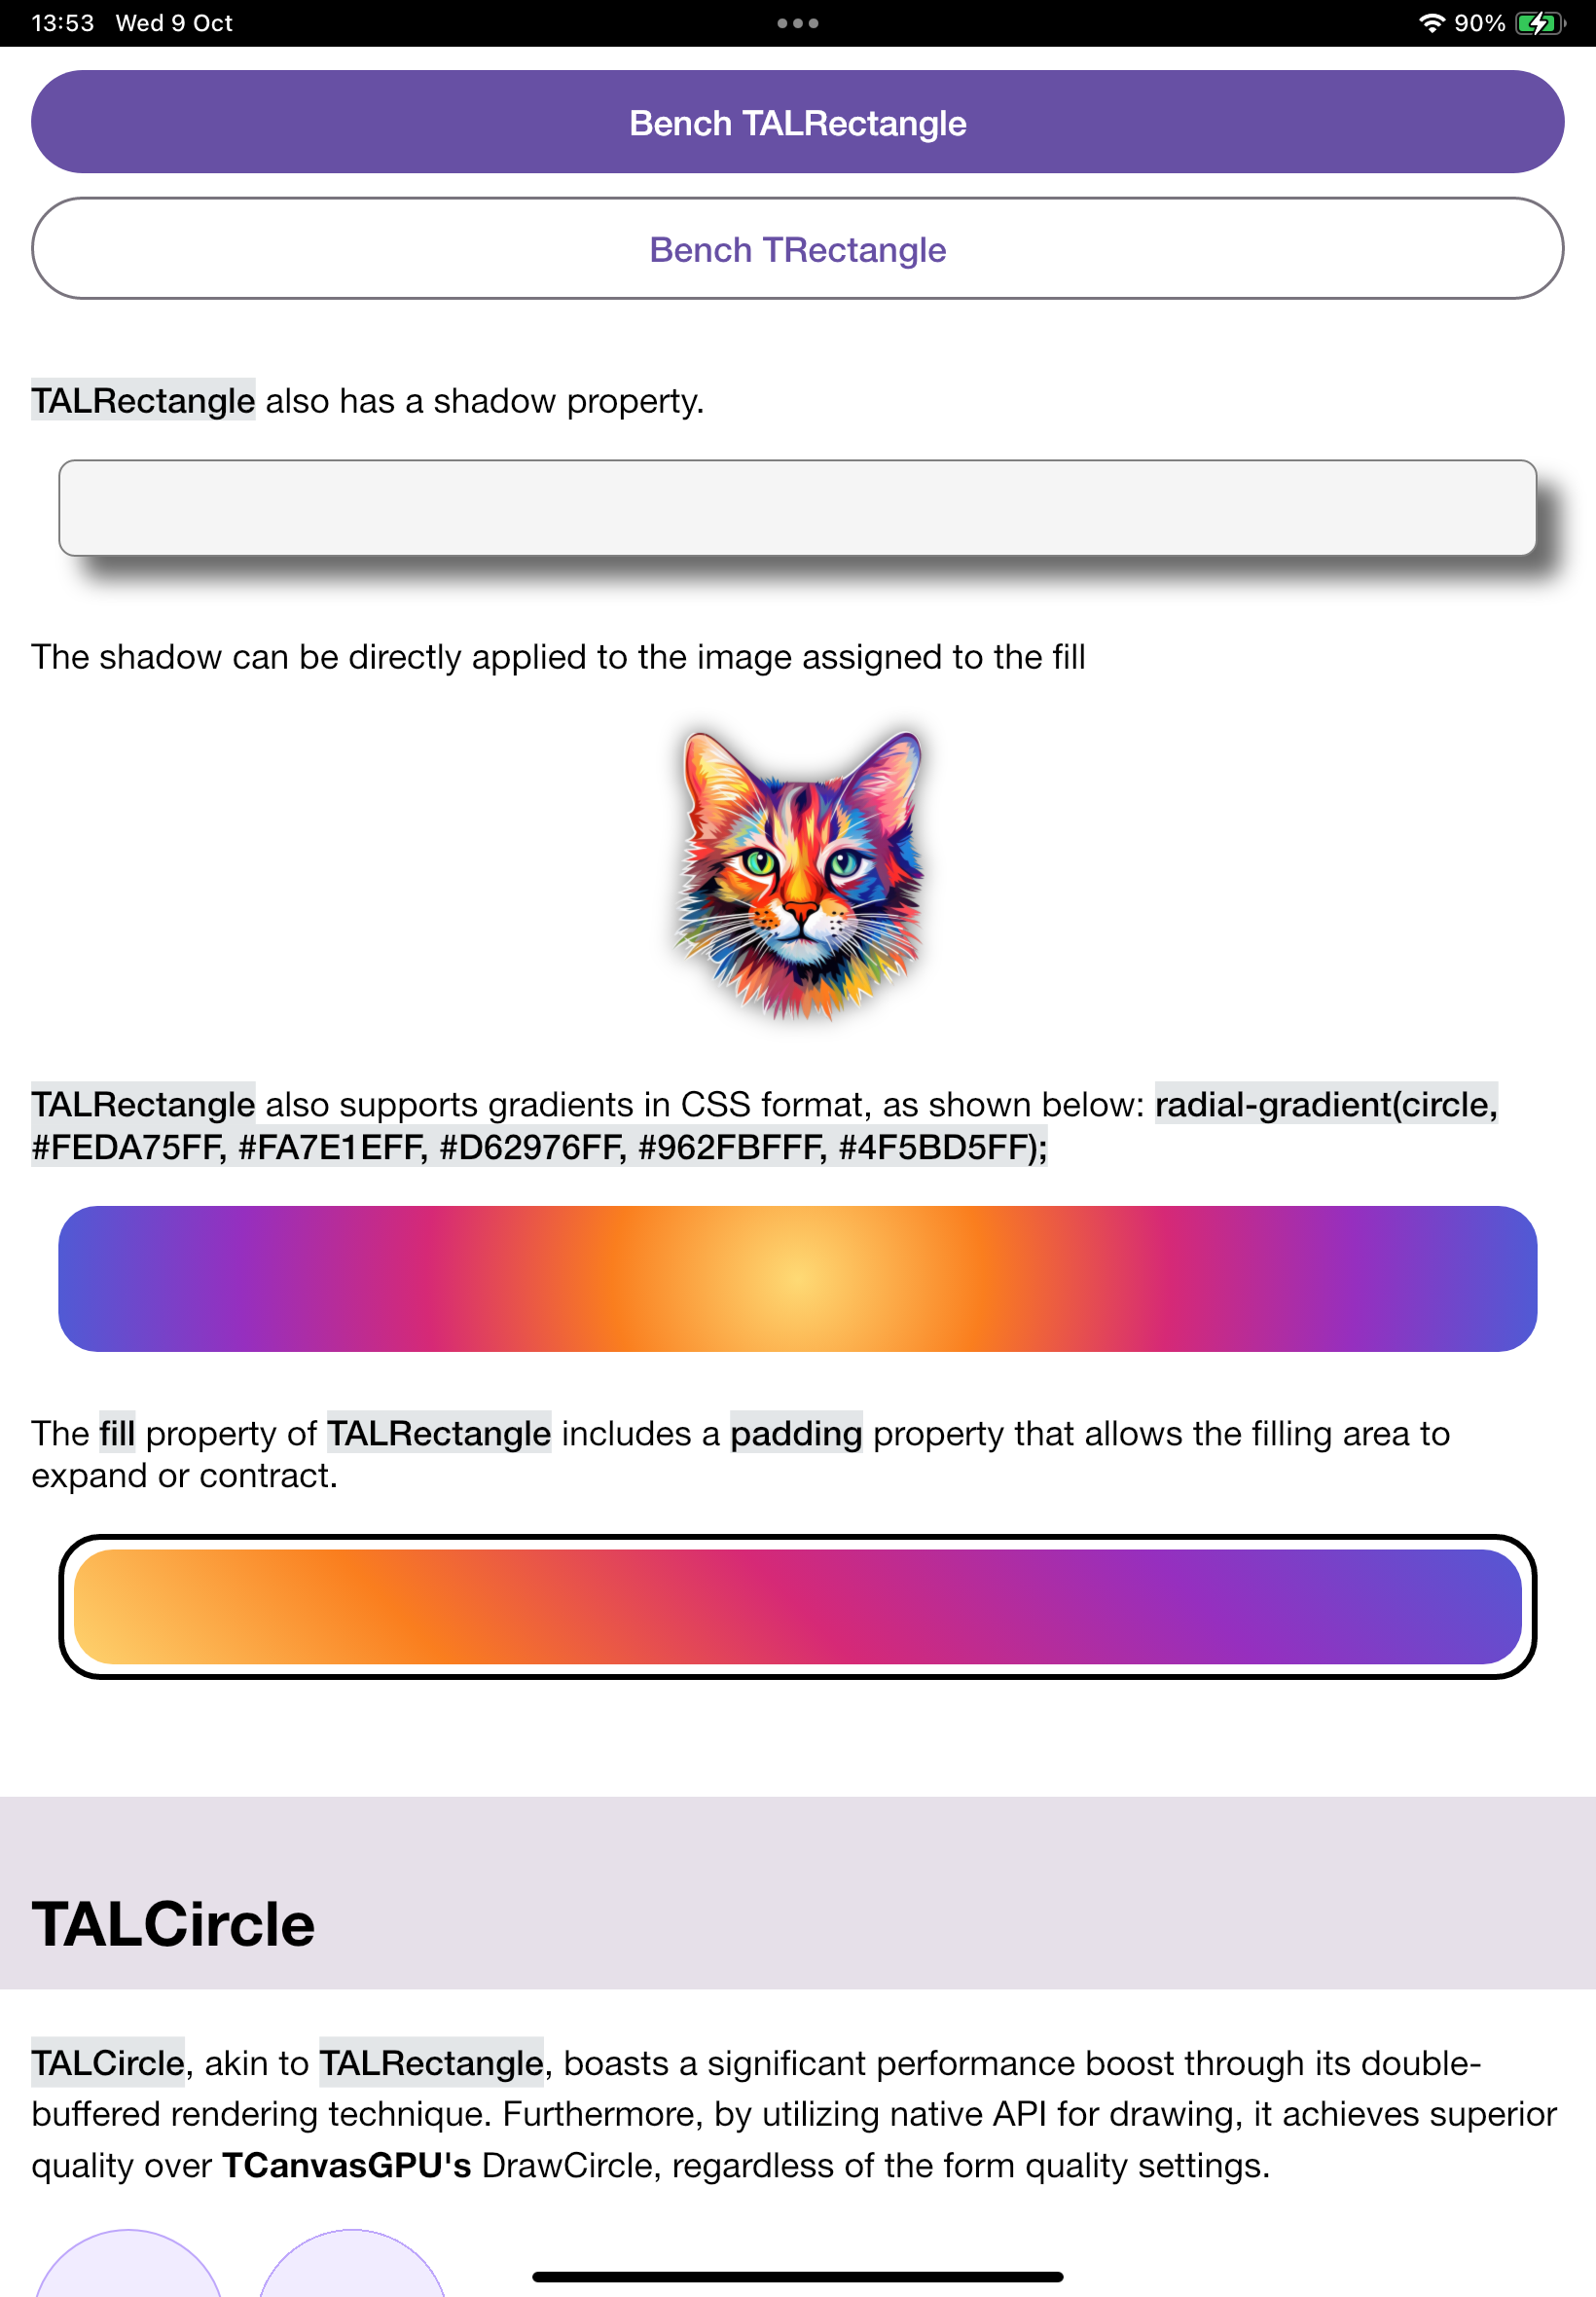 13:53 Wed 9 Oct
90%
Bench TALRectangle
Bench TRectangle
TALRectangle also has a shadow property.
The shadow can be directly applied to the image assigned to the fill
TALRectangle also supports gradients in CSS format, as shown below: radial-gradient(circle,
#FEDA75FF, #FA7E1EFF, #D62976FF, #962FBFFF, #4F5BD5FF);
The fill property of TALRectangle includes a padding property that allows the filling area to
expand or contract.
TALCircle
TALCircle, akin to TALRectangle, boasts a significant performance boost through its double-
buffered rendering technique. Furthermore, by utilizing native API for drawing, it achieves superior
quality over TCanvasGPU's DrawCircle, regardless of the form quality settings.